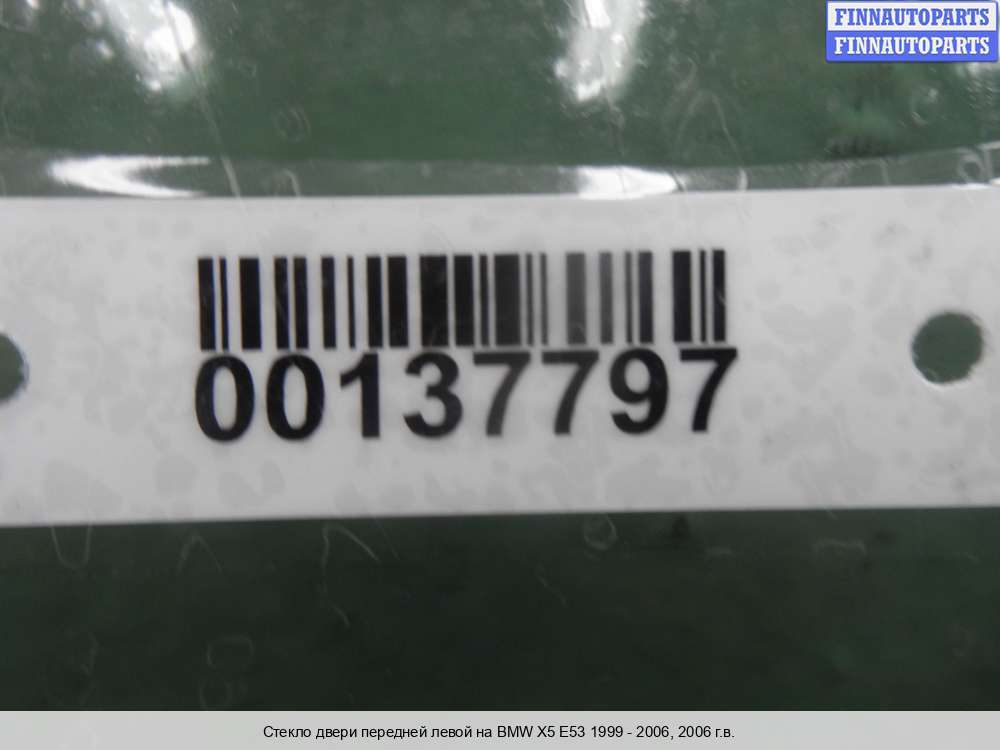 FINNAUTOPARTS
FINNAUTOPARTS
00137797
Стекло двери передней левой на BMW X5 E53 1999 - 2006, 2006 г.в.